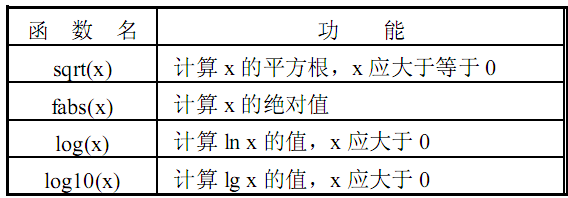 函 数 名 功 能
sqrt(x) 计算 x 的平方根，x 应大于等于 0
fabs(x) 计算 x 的绝对值
log(x) 计算 ln x 的值，x 应大于 0
log10(x) 计算 lg x 的值，x 应大于 0